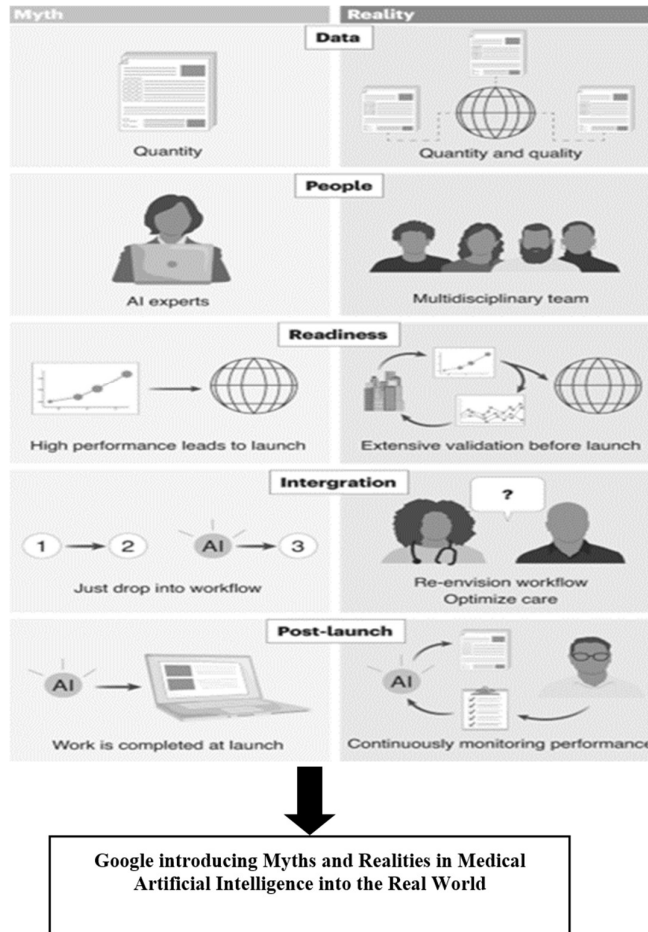 Myth
Reality
Data
Quantity
Quantity and quality
People
AI experts
Multidisciplinary team
Readiness
High performance leads to launch
Extensive validation before launch
Intergration
1
2
AI
3
?
Just drop into workflow
Re-envision workflow
Optimize care
Post-launch
AI
AI
Work is completed at launch
Continuously monitoring performance
Google introducing Myths and Realities in Medical
Artificial Intelligence into the Real World